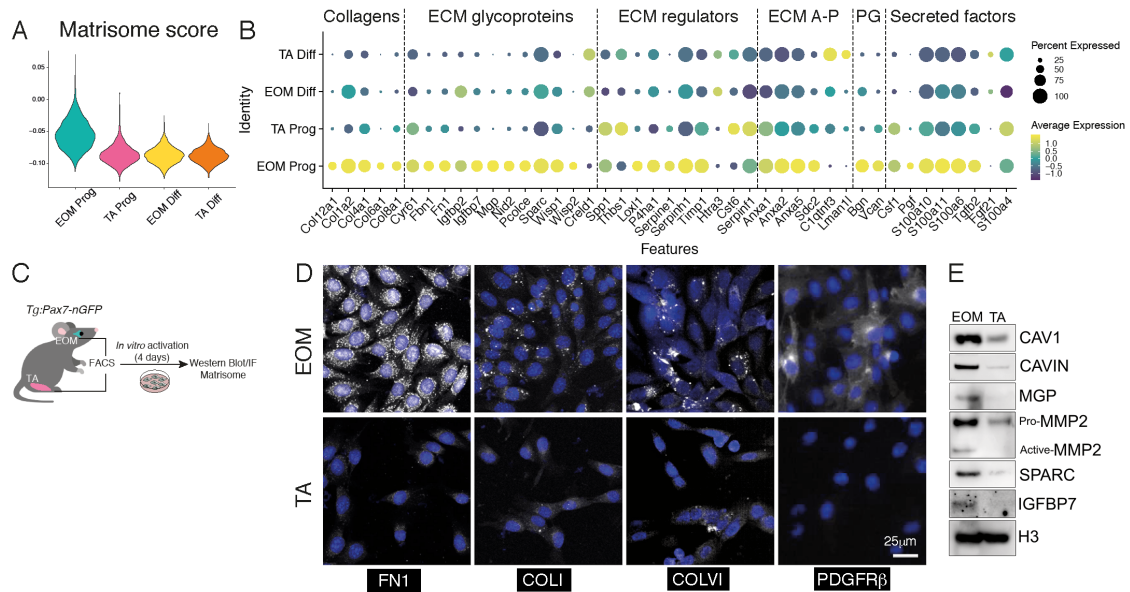 A
Matrisome score
0.05
0.00
−0.05
−0.10
EOM Prog
TA Prog
EOM Diff
TA Diff
B
Collagens
ECM glycoproteins
ECM regulators
ECM A-P
PG
Secreted factors
Identity
TA Diff
EOM Diff
TA Prog
EOM Prog
Col12a1
Col1a2
Col4a1
Col6a1
Col8a1
Cyr61
Fbn1
Fn1
Igfbp2
Igfbp7
Mgp
Nid2
Pcolce
Sparc
Wisp1
Wisp2
Creld1
Spp1
Thbs1
Loxl1
P4ha1
Serpine1
Serpinh1
Timp1
Htra3
Cst6
Serpinf1
Anxa1
Anxa2
Anxa5
Sdc2
C1qtnf3
Lman1l
Bgn
Vcan
Csf1
Pgf
S100a10
S100a11
S100a6
Tgfb2
Fgf21
S100a4
Features
Percent Expressed
25
50
75
100
Average Expression
1.0
0.5
0.0
−0.5
−1.0
C
Tg:Pax7-nGFP
EOM
TA
FACS
In vitro activation
(4 days)
Western Blot/IF
Matrisome
D
EOM
TA
25µm
FN1
COLI
COLVI
PDGFRβ
E
EOM TA
CAV1
CAVIN
MGP
Pro-MMP2
Active-MMP2
SPARC
IGFBP7
H3